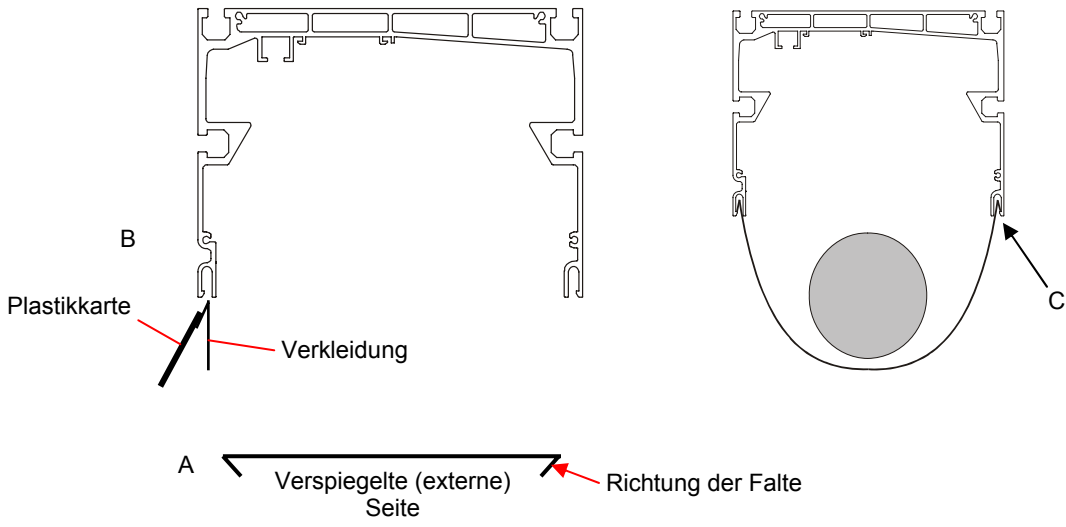 B
Plastikkarte
Verkleidung
C
A
Verspiegelte (externe)
Seite
Richtung der Falte